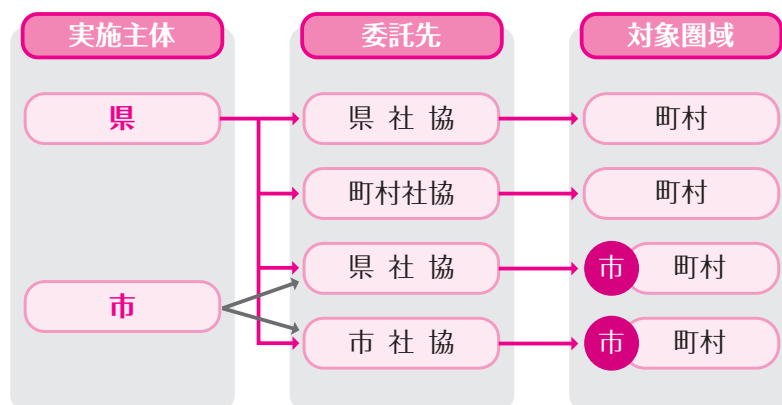 実施主体
委託先
対象圏域
県
県社協
町村
町村社協
町村
県社協
市 町村
市
市社協
市 町村